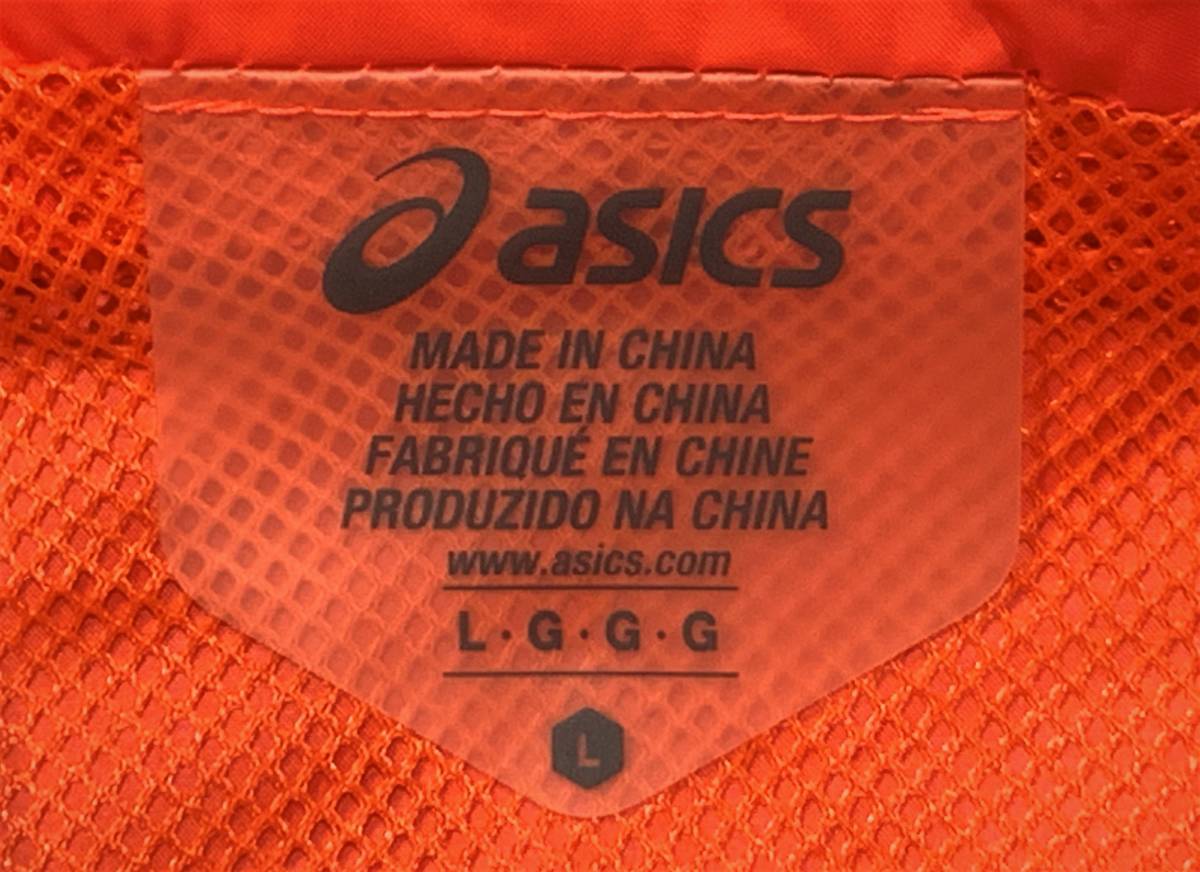 asics
MADE IN CHINA
HECHO EN CHINA
FABRIQUÉ EN CHINE
PRODUZIDO NA CHINA
www.asics.com
L·G·G·G
L